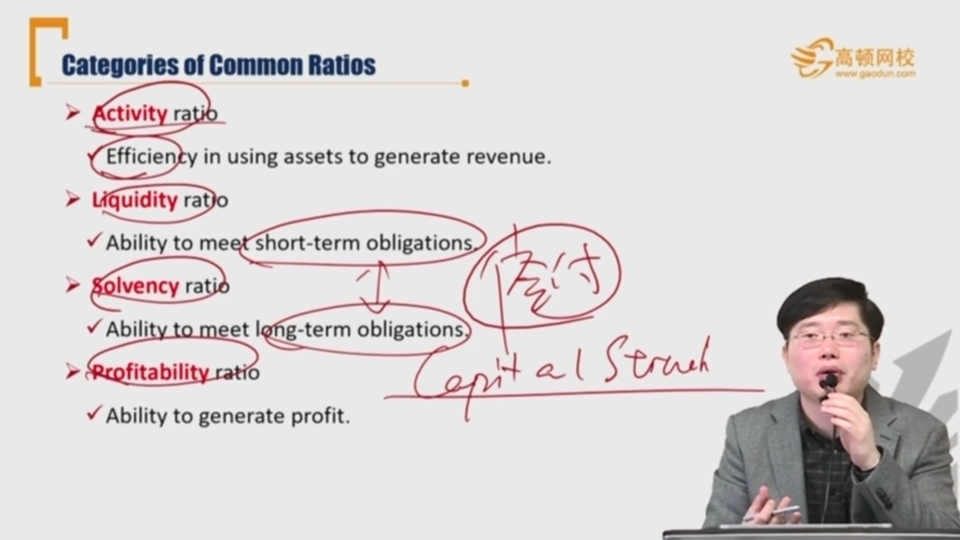 Categories of Common Ratios
高顿网校
www.gaodun.com
Activity ratio
Efficiency in using assets to generate revenue.
Liquidity ratio
Ability to meet short-term obligations.
Solvency ratio
Ability to meet long-term obligations.
Profitability ratio
Ability to generate profit.
Capital Struct